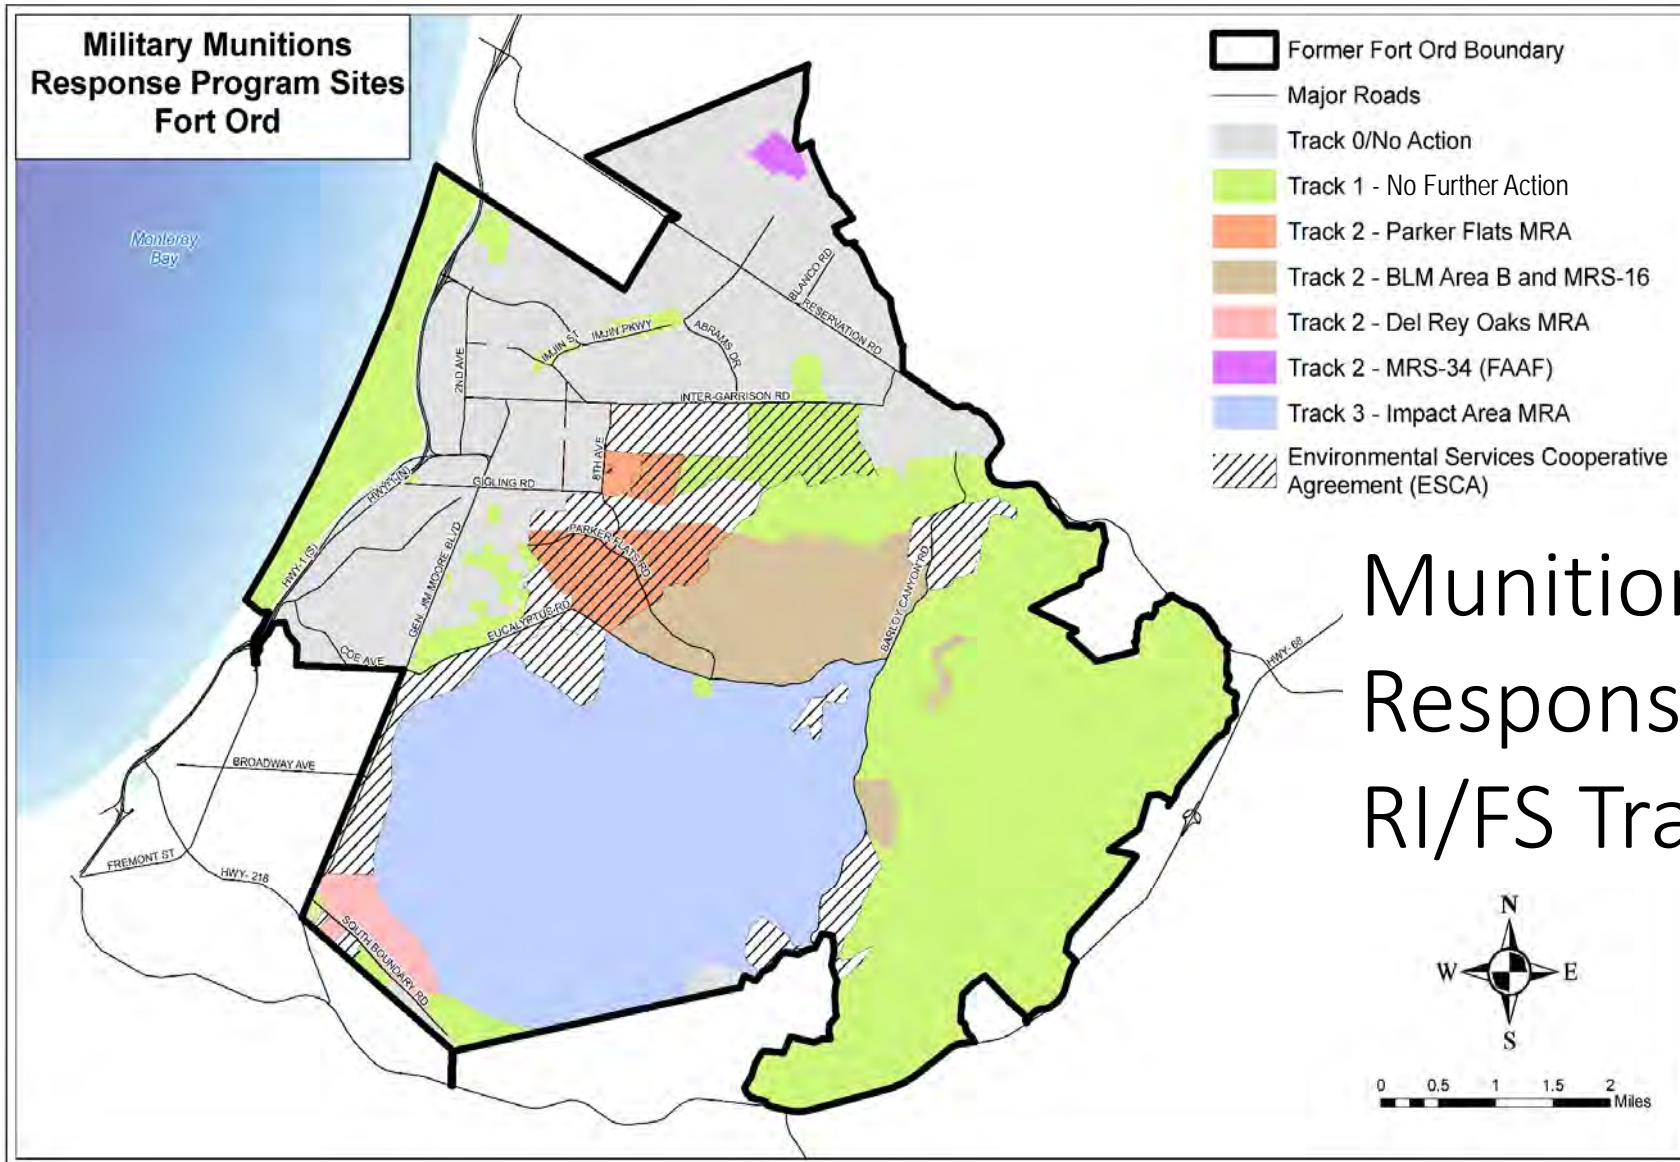 Military Munitions
Response Program Sites
Fort Ord
Former Fort Ord Boundary
Major Roads
Track 0/No Action
Track 1 - No Further Action
Track 2 - Parker Flats MRA
Track 2 - BLM Area B and MRS-16
Track 2 - Del Rey Oaks MRA
Track 2 - MRS-34 (FAAF)
Track 3 - Impact Area MRA
Environmental Services Cooperative
Agreement (ESCA)
Monterey
Bay
BLANCO RD
RESERVATION RD
IMJIN PKWY
IMJIN ST
ABRAMS DR
2ND AVE
INTER-GARRISON RD
8TH AVE
HWY-1 (N)
GIGLING RD
PARKER FLATS RD
HWY-1 (S)
GEN. JIM MOORE BLVD
EUCALYPTUS RD
BARLOY CANYON RD
COE AVE
HWY- 68
BROADWAY AVE
FREMONT ST
HWY- 218
SOUTH BOUNDARY RD
Munition
Respons
RI/FS Tra
N
W E
S
0 0.5 1 1.5 2
Miles